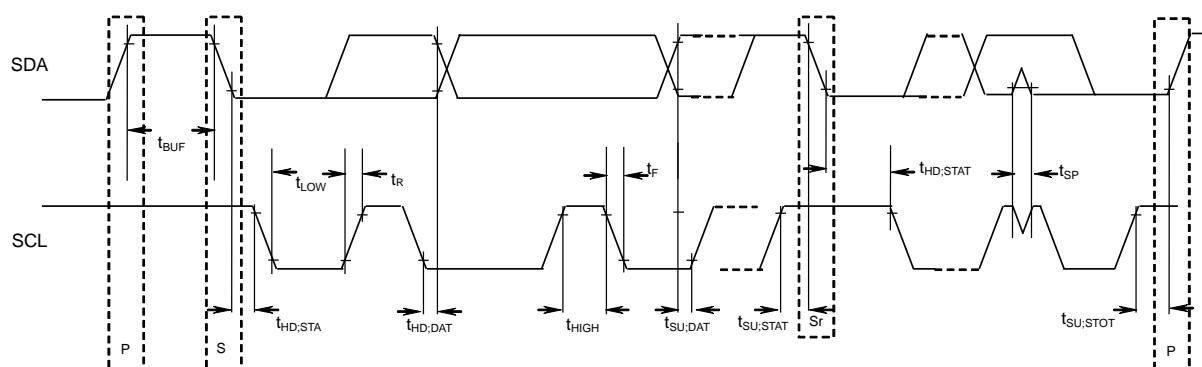 SDA
tBUF
tLOW
tR
tF
tHD;STAT
tSP
SCL
tHD;STA
tHD;DAT
tHIGH
tSU;DAT
tSU;STAT
Sr
tSU;STOT
P
S
P